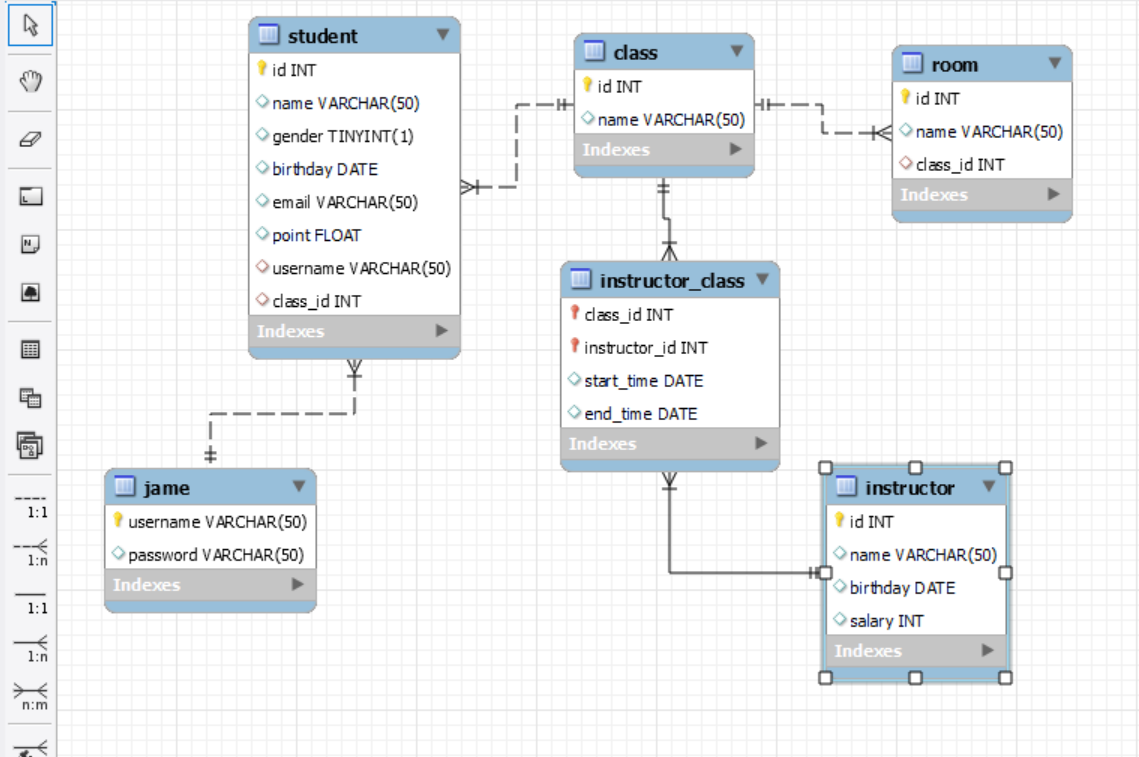 student
id INT
name VARCHAR(50)
gender TINYINT(1)
birthday DATE
email VARCHAR(50)
point FLOAT
username VARCHAR(50)
class_id INT
Indexes
class
id INT
name VARCHAR(50)
Indexes
room
id INT
name VARCHAR(50)
class_id INT
Indexes
instructor_class
class_id INT
instructor_id INT
start_time DATE
end_time DATE
Indexes
jame
username VARCHAR(50)
password VARCHAR(50)
Indexes
instructor
id INT
name VARCHAR(50)
birthday DATE
salary INT
Indexes
1:1
1:n
1:1
1:n
n:m